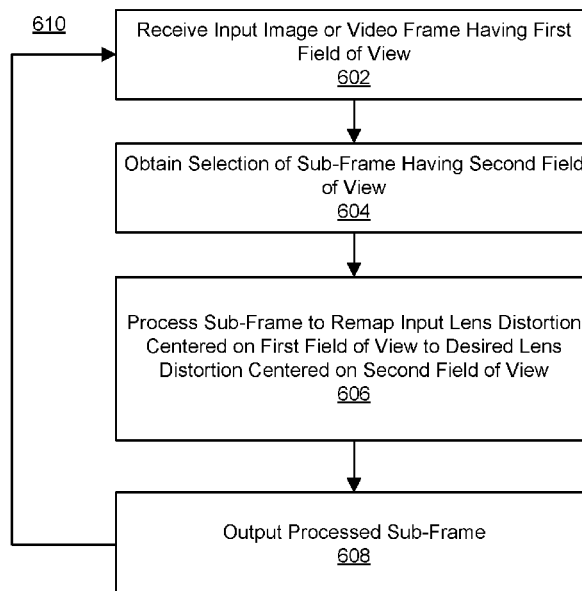 610
Receive Input Image or Video Frame Having First
Field of View
602
Obtain Selection of Sub-Frame Having Second Field
of View
604
Process Sub-Frame to Remap Input Lens Distortion
Centered on First Field of View to Desired Lens
Distortion Centered on Second Field of View
606
Output Processed Sub-Frame
608